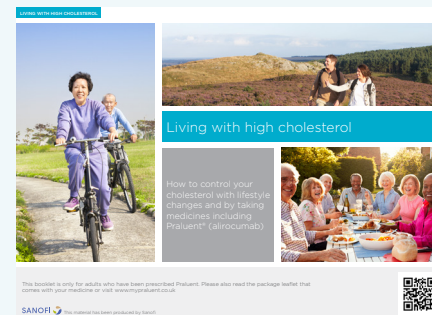 LIVING WITH HIGH CHOLESTEROL
Living with high cholesterol
How to control your
cholesterol with lifestyle
changes and by taking
medicines including
Praluent® (alirocumab)
This booklet is only for adults who have been prescribed Praluent. Please also read the package leaflet that
comes with your medicine or visit www.mypraluent.co.uk
SANOFI This material has been produced by Sanofi